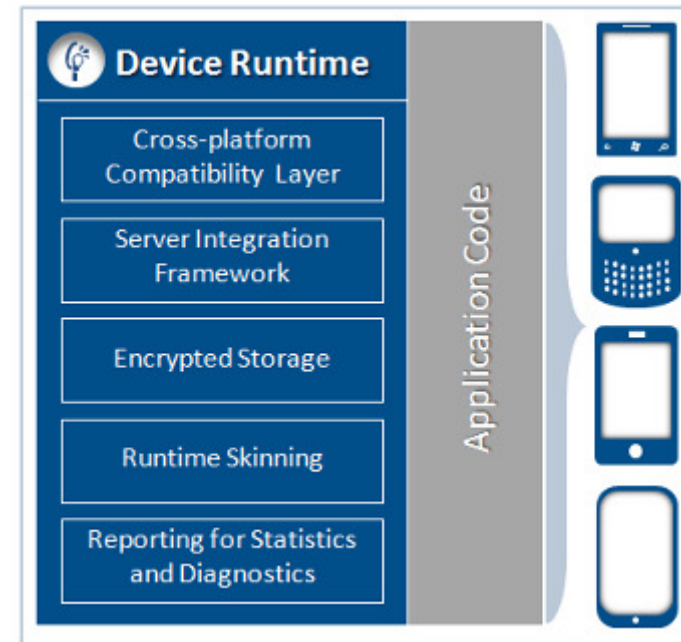 Device Runtime
Cross-platform
Compatibility Layer
Server Integration
Framework
Encrypted Storage
Runtime Skinning
Reporting for Statistics
and Diagnostics
Application Code